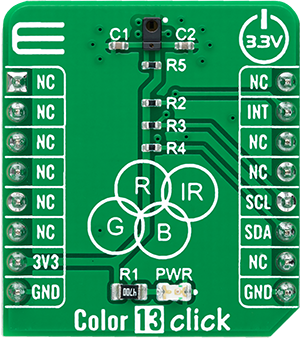 C1 C2
3.3V
R5
NC NC
NC INT
R2
NC NC
R3
NC NC
R4
NC SCL
R IR
G B
NC SDA
3V3 NC
GND GND
R1 PWR
4700
Color 13 click